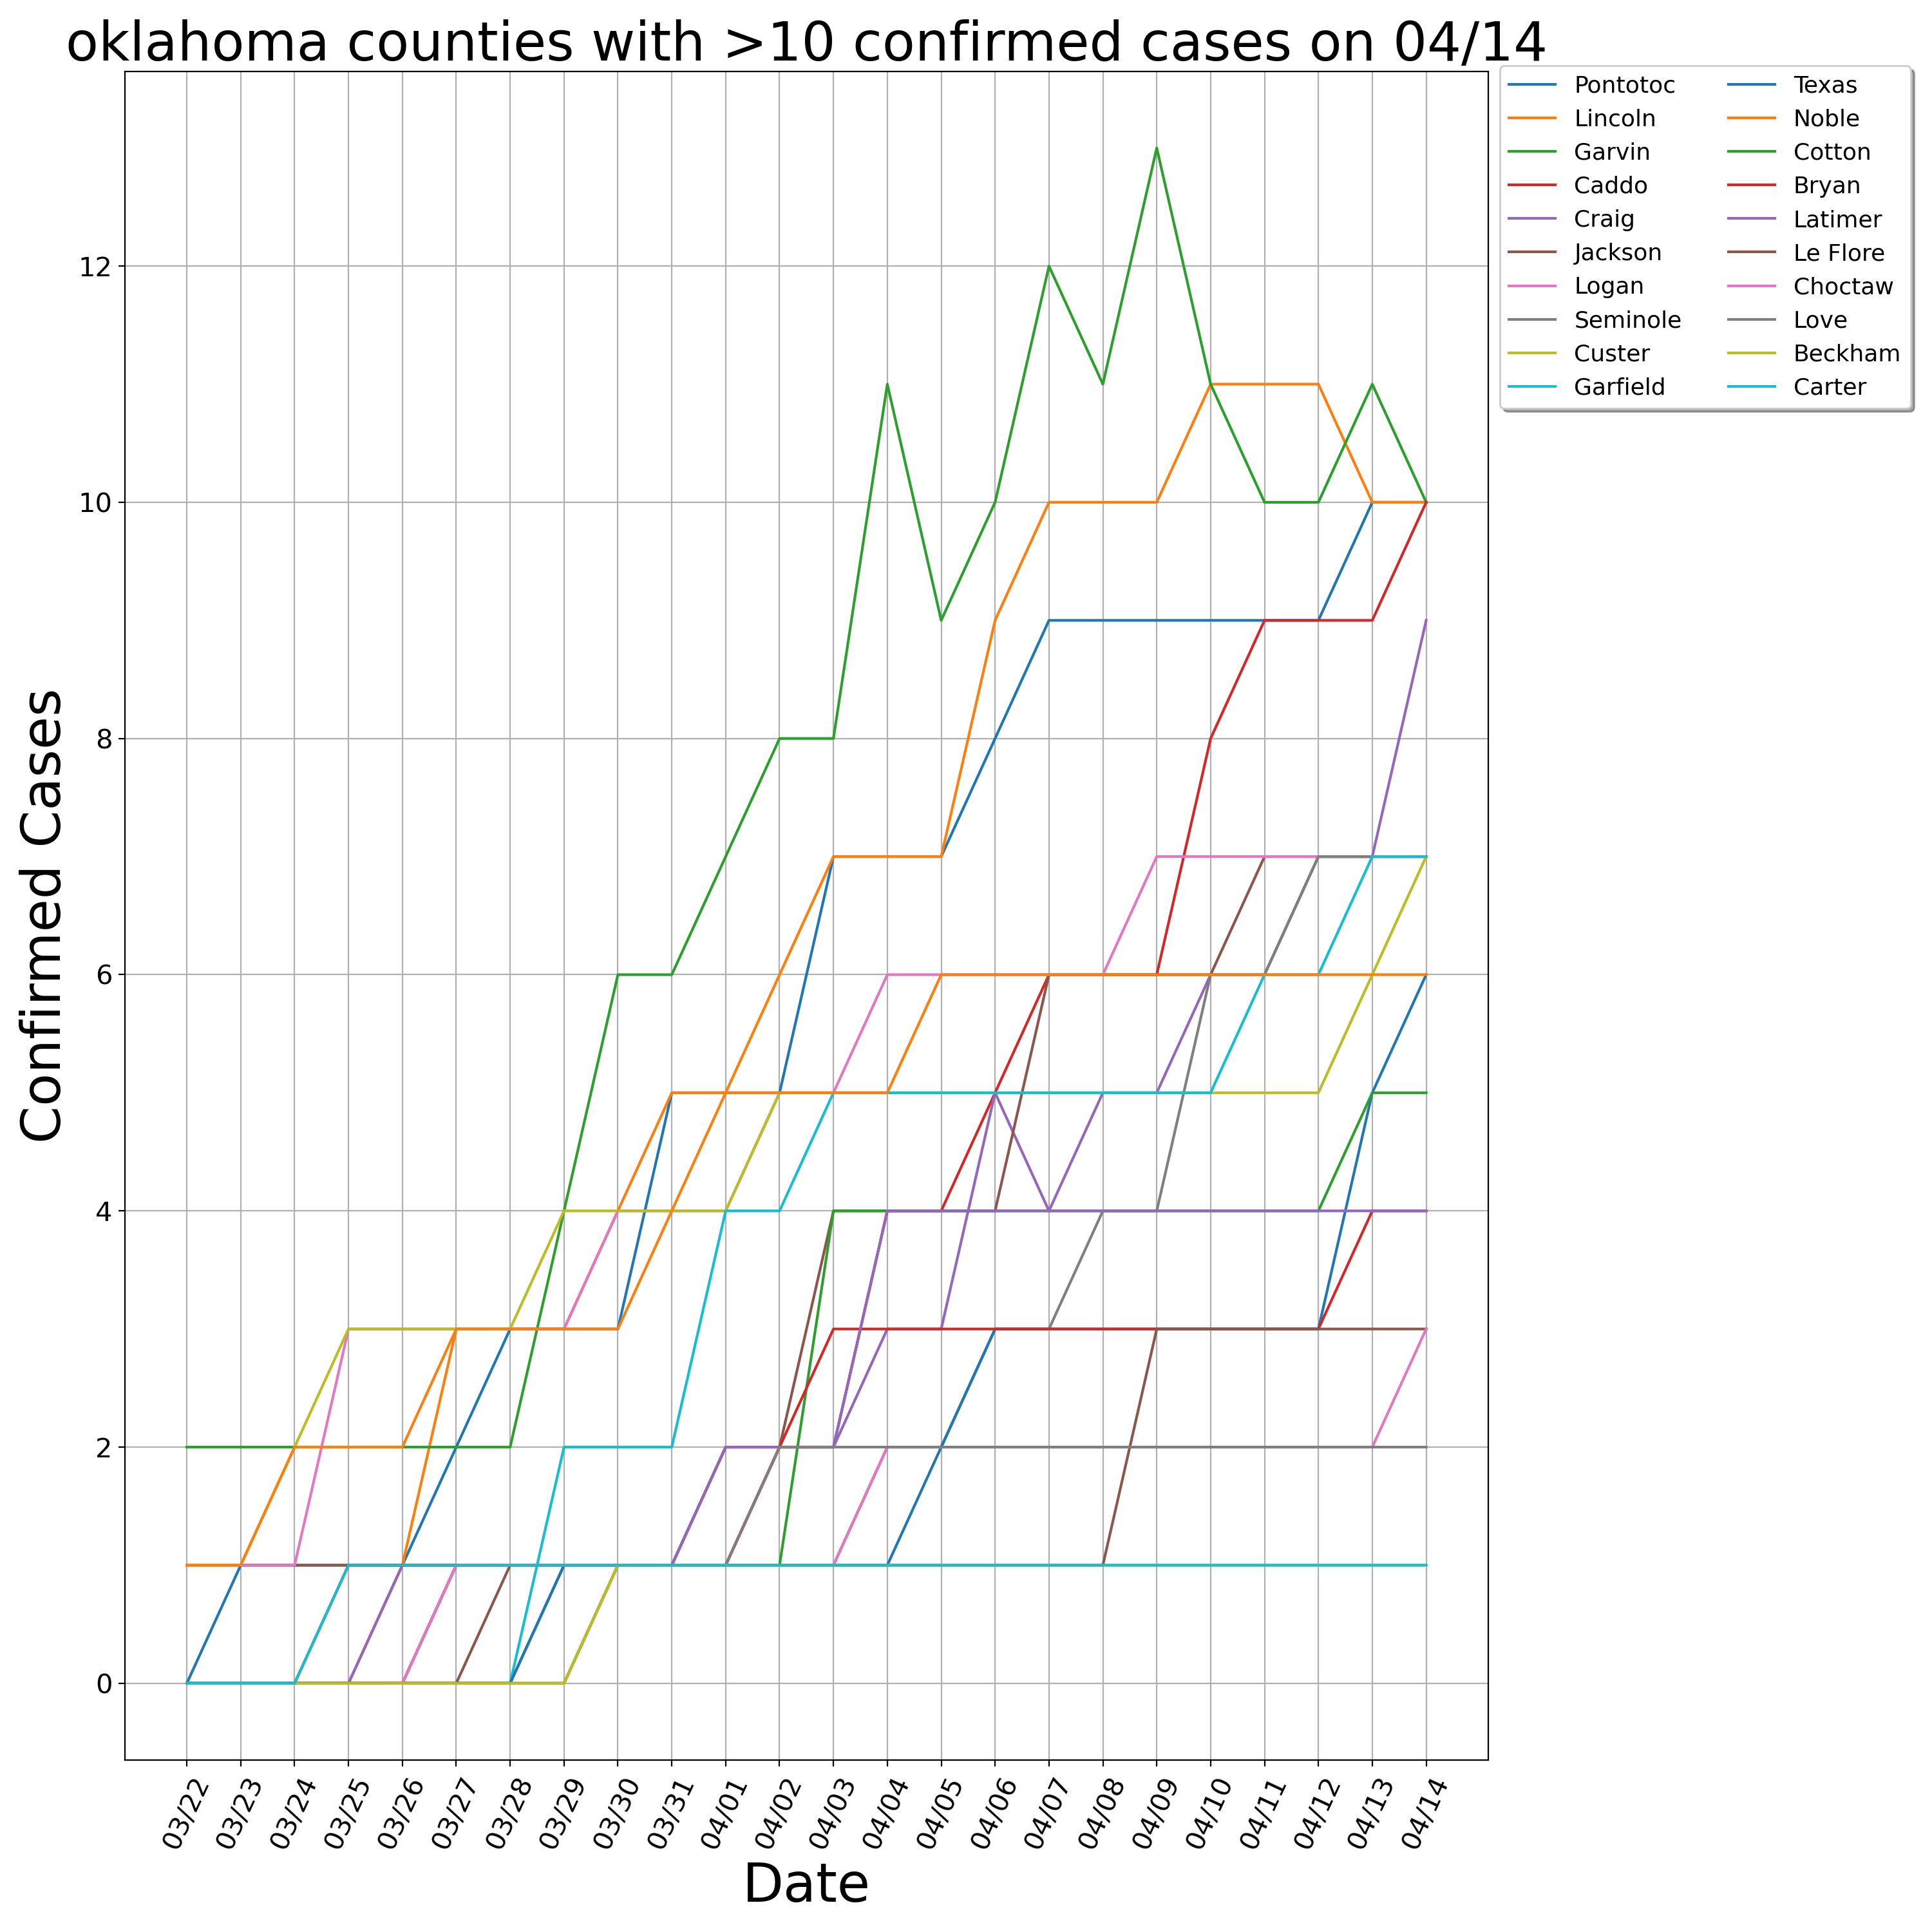 oklahoma counties with >10 confirmed cases on 04/14
Pontotoc
Lincoln
Garvin
Caddo
Craig
Jackson
Logan
Seminole
Custer
Garfield
Texas
Noble
Cotton
Bryan
Latimer
Le Flore
Choctaw
Love
Beckham
Carter
Confirmed Cases
12
10
8
6
4
2
0
03/22
03/23
03/24
03/25
03/26
03/27
03/28
03/29
03/30
03/31
04/01
04/02
04/03
04/04
04/05
04/06
04/07
04/08
04/09
04/10
04/11
04/12
04/13
04/14
Date